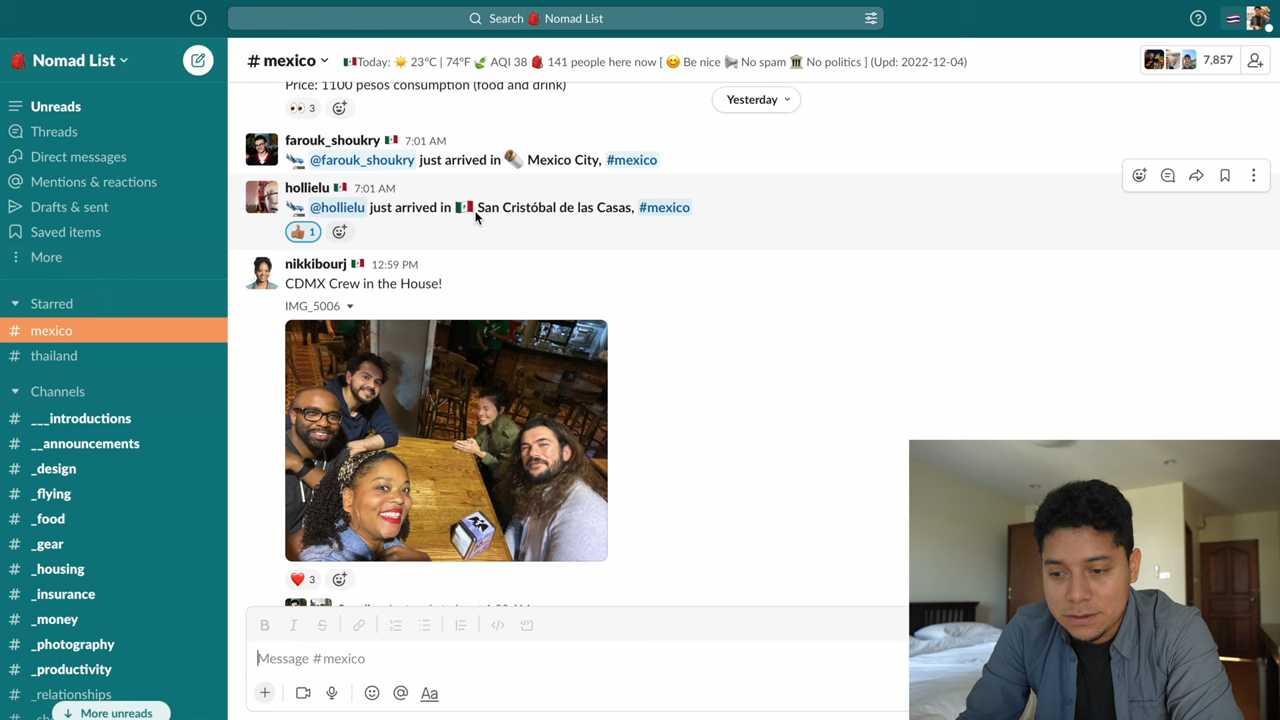 Search Nomad List
Nomad List
Unreads
Threads
Direct messages
Mentions & reactions
Drafts & sent
Saved items
More
Starred
# mexico
# thailand
Channels
# ___introductions
# __announcements
# _design
# _flying
# _food
# _gear
# _housing
# _insurance
# _money
# _photography
# _productivity
# _relationships
More unreads
# mexico
Today: 23°C | 74°F AQI 38 141 people here now [ Be nice No spam No politics ] (Upd: 2022-12-04)
7,857
Price: 1100 pesos consumption (food and drink)
3
Yesterday
farouk_shoukry 7:01 AM
@farouk_shoukry just arrived in Mexico City, #mexico
hollielu 7:01 AM
@hollielu just arrived in San Cristóbal de las Casas, #mexico
1
nikkibourj 12:59 PM
CDMX Crew in the House!
IMG_5006
3
B I S
Message #mexico
Aa